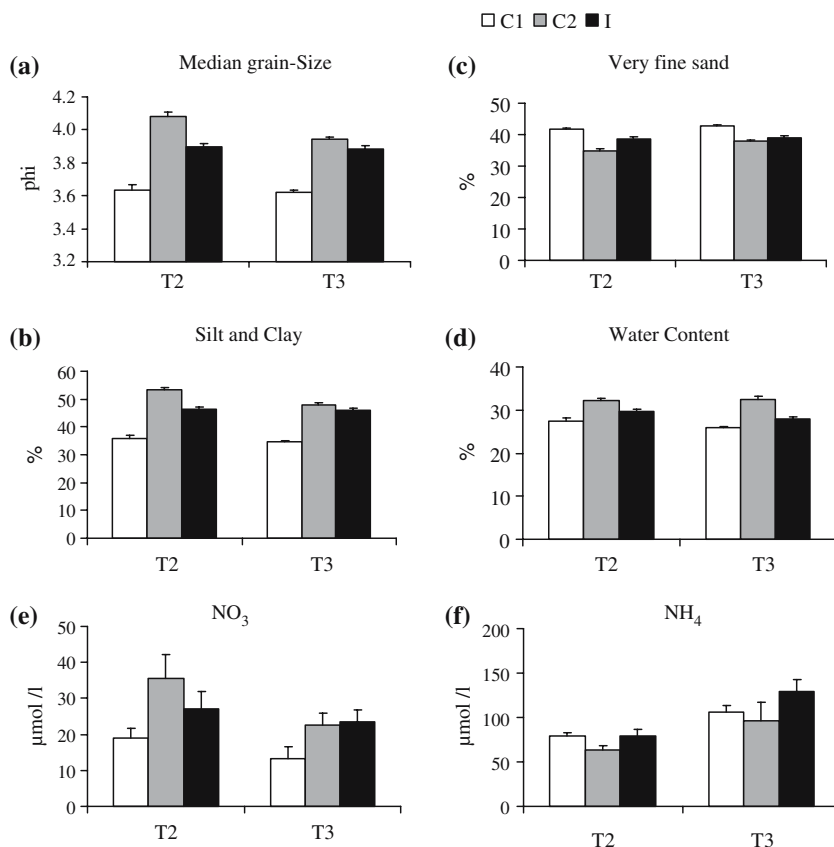 C1 C2 I
(a) Median grain-Size
4.2
4.0
3.8
3.6
3.4
3.2
phi
T2 T3
(c) Very fine sand
50
40
30
20
10
0
%
T2 T3
(b) Silt and Clay
60
50
40
30
20
10
0
%
T2 T3
(d) Water Content
40
30
20
10
0
%
T2 T3
(e) NO3
50
40
30
20
10
0
µmol /l
T2 T3
(f) NH4
200
150
100
50
0
µmol /l
T2 T3